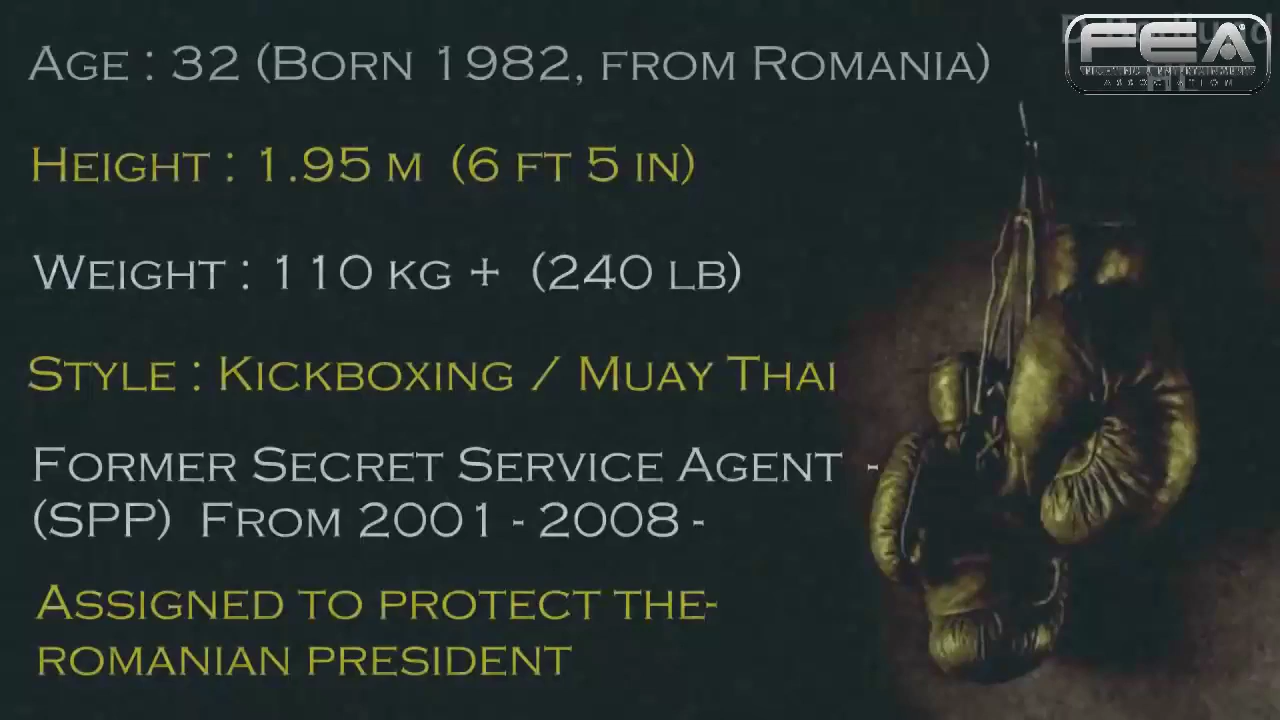 FEA
ASSOCIATION
AGE : 32 (BORN 1982, FROM ROMANIA)
HEIGHT : 1.95 M (6 FT 5 IN)
WEIGHT : 110 KG + (240 LB)
STYLE : KICKBOXING / MUAY THAI
FORMER SECRET SERVICE AGENT -
(SPP) FROM 2001 - 2008 -
ASSIGNED TO PROTECT THE-
ROMANIAN PRESIDENT